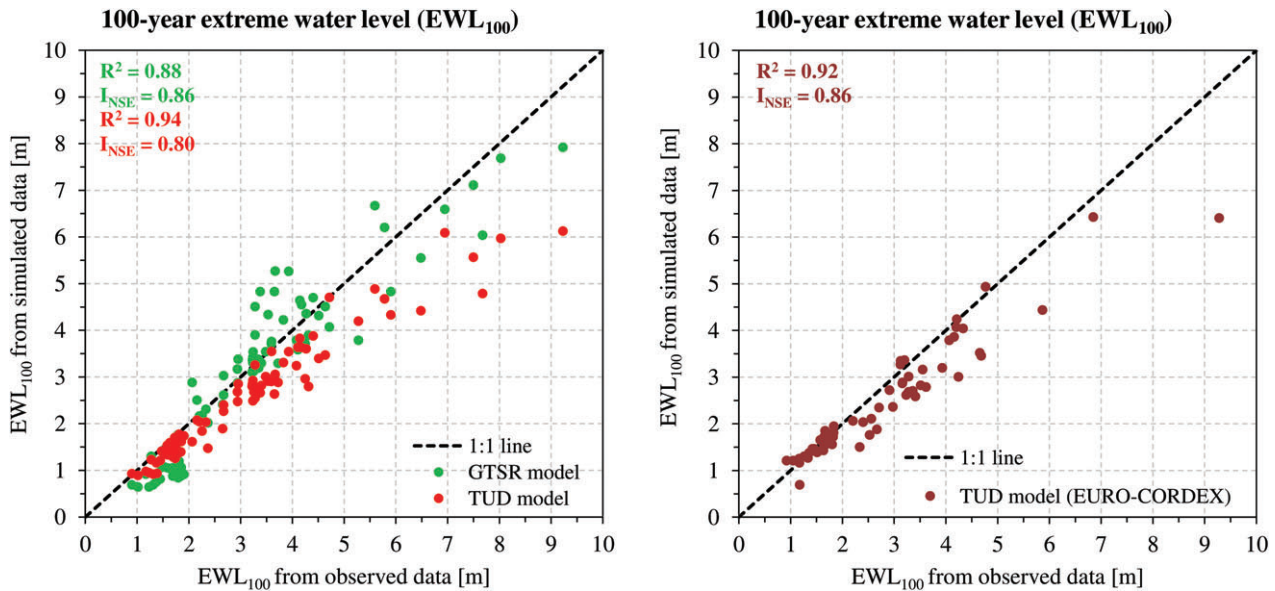 100-year extreme water level (EWL100)
10
9
8
7
6
5
4
3
2
1
0
EWL100 from simulated data [m]
R2 = 0.88
INSE = 0.86
R2 = 0.94
INSE = 0.80
1:1 line
GTSR model
TUD model
0 1 2 3 4 5 6 7 8 9 10
EWL100 from observed data [m]
100-year extreme water level (EWL100)
10
9
8
7
6
5
4
3
2
1
0
EWL100 from simulated data [m]
R2 = 0.92
INSE = 0.86
1:1 line
TUD model (EURO-CORDEX)
0 1 2 3 4 5 6 7 8 9 10
EWL100 from observed data [m]